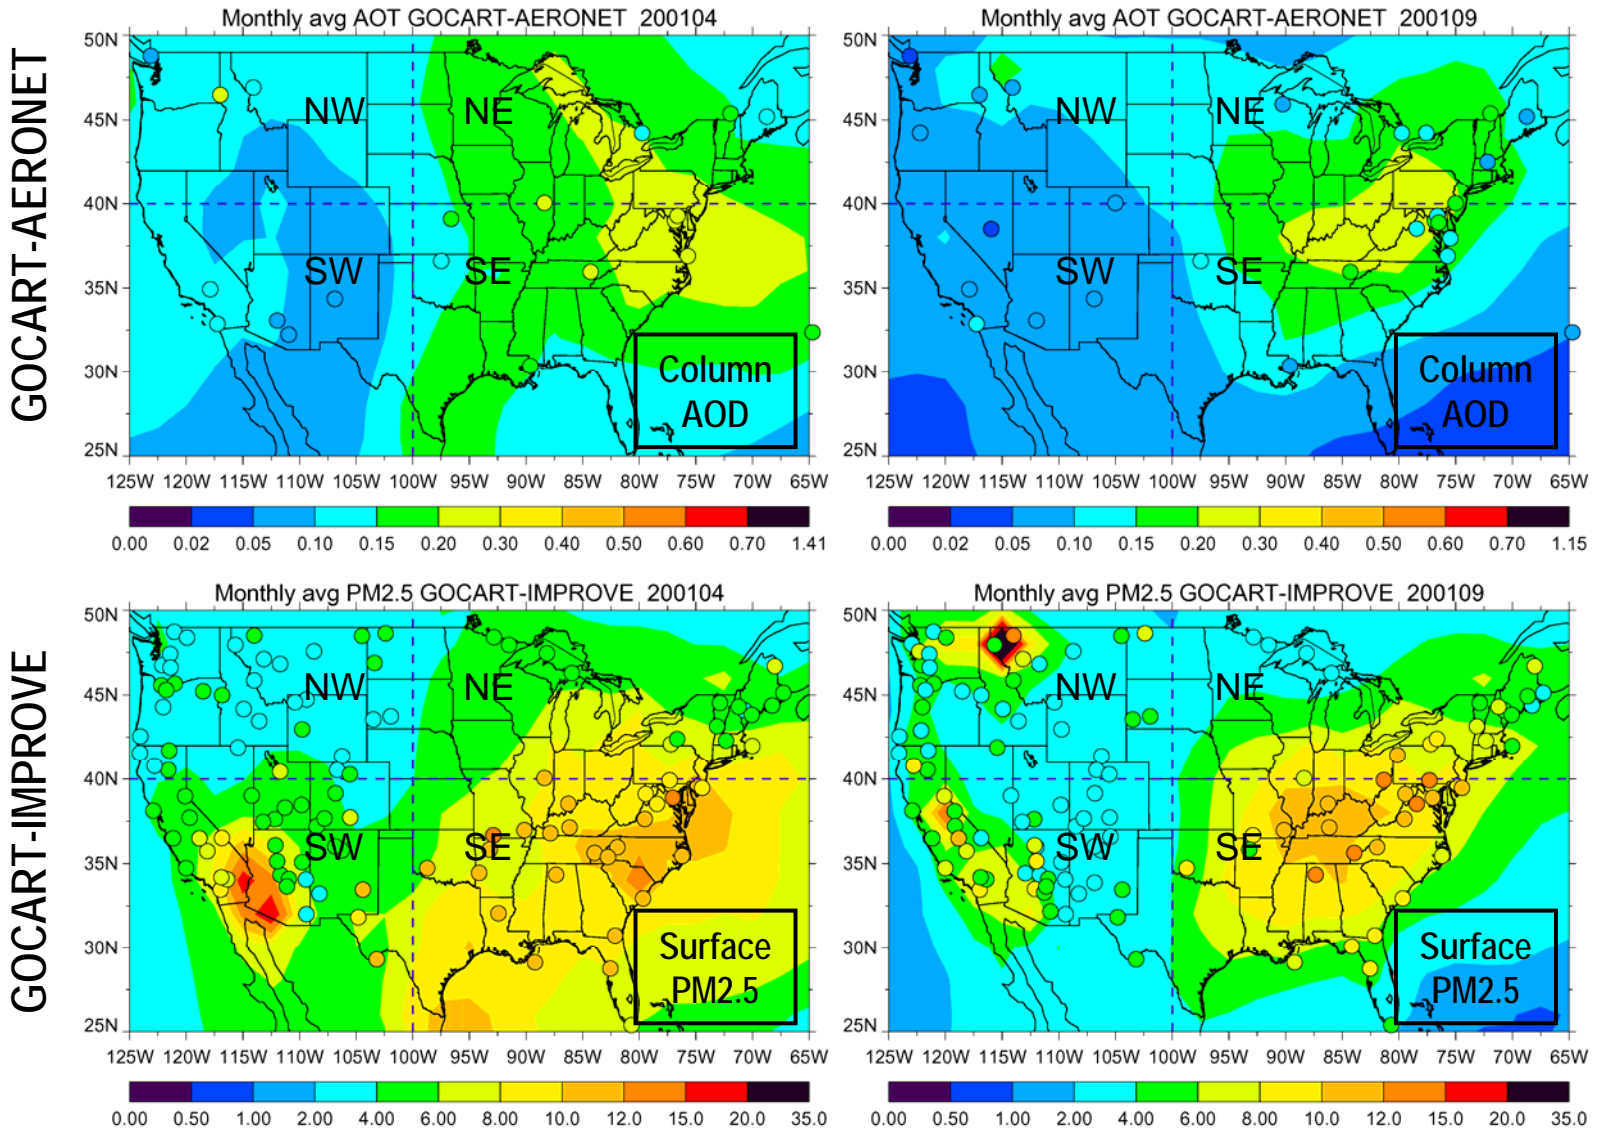 GOCART-AERONET
Monthly avg AOT GOCART-AERONET 200104
50N
45N
40N
35N
30N
25N
NW
NE
SW
SE
Column
AOD
125W 120W 115W 110W 105W 100W 95W 90W 85W 80W 75W 70W 65W
0.00 0.02 0.05 0.10 0.15 0.20 0.30 0.40 0.50 0.60 0.70 1.41
Monthly avg AOT GOCART-AERONET 200109
50N
45N
40N
35N
30N
25N
NW
NE
SW
SE
Column
AOD
125W 120W 115W 110W 105W 100W 95W 90W 85W 80W 75W 70W 65W
0.00 0.02 0.05 0.10 0.15 0.20 0.30 0.40 0.50 0.60 0.70 1.15
GOCART-IMPROVE
Monthly avg PM2.5 GOCART-IMPROVE 200104
50N
45N
40N
35N
30N
25N
NW
NE
SW
SE
Surface
PM2.5
125W 120W 115W 110W 105W 100W 95W 90W 85W 80W 75W 70W 65W
0.00 0.50 1.00 2.00 4.00 6.00 8.00 10.0 12.0 15.0 20.0 35.0
Monthly avg PM2.5 GOCART-IMPROVE 200109
50N
45N
40N
35N
30N
25N
NW
NE
SW
SE
Surface
PM2.5
125W 120W 115W 110W 105W 100W 95W 90W 85W 80W 75W 70W 65W
0.00 0.50 1.00 2.00 4.00 6.00 8.00 10.0 12.0 15.0 20.0 35.0